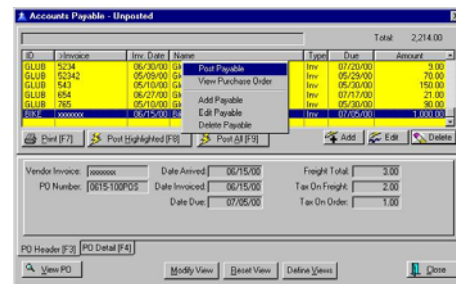 Accounts Payable - Unposted
Total: 2,214.00
ID >Invoice Inv. Date Name Type Due Amount
GLUB 5234 06/30/00 Inv 07/20/00 9.00
GLUB 52342 05/09/00 Inv 05/29/00 70.00
GLUB 543 05/10/00 Inv 05/30/00 150.00
GLUB 654 06/27/00 Inv 07/17/00 21.00
GLUB 765 05/10/00 Inv 05/30/00 90.00
BIKE xxxxxxx 06/15/00 Inv 07/05/00 1,000.00
Post Payable
View Purchase Order
Add Payable
Edit Payable
Delete Payable
Print [F7] Post Highlighted [F8] Post All [F9] Add Edit Delete
Vendor Invoice: xxxxxxxx Date Arrived: 06/15/00 Freight Total: 3.00
PO Number: 0615-100POS Date Invoiced: 06/15/00 Tax On Freight: 2.00
Date Due: 07/05/00 Tax On Order: 1.00
PO Header [F3] PO Detail [F4]
View PO Modify View Reset View Define Views Close